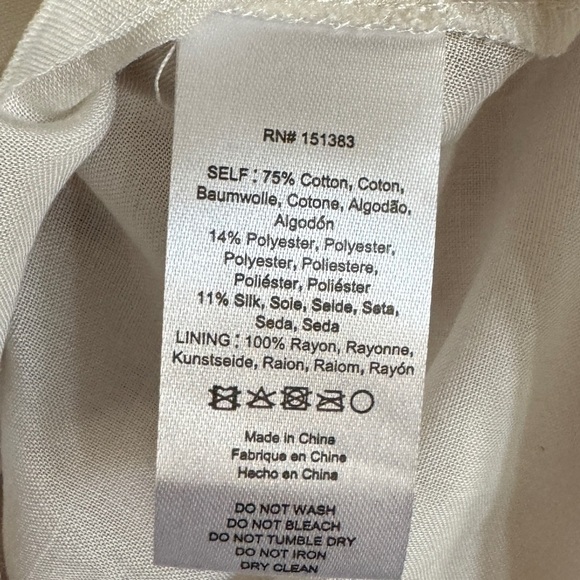 RN# 151383
SELF : 75% Cotton, Coton,
Baumwolle, Cotone, Algodão,
Algodón
14% Polyester, Polyester,
Polyester, Poliestere,
Poliéster, Poliéster
11% Silk, Soie, Seide, Seta,
Seda, Seda
LINING : 100% Rayon, Rayonne,
Kunstseide, Raion, Raiom, Rayón
Made in China
Fabrique en Chine
Hecho en China
DO NOT WASH
DO NOT BLEACH
DO NOT TUMBLE DRY
DO NOT IRON
DRY CLEAN